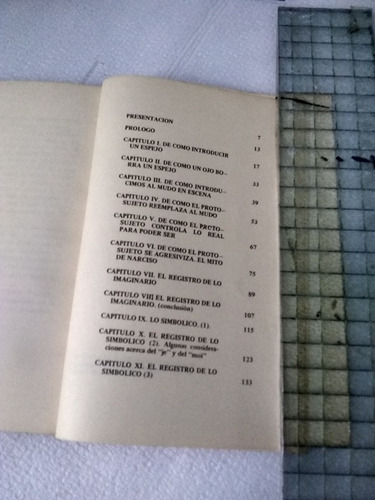 PRESENTACION 7
PROLOGO 13
CAPITULO I. DE COMO INTRODUCIR
UN ESPEJO 17
CAPITULO II. DE COMO UN OJO BO-
RRA UN ESPEJO 33
CAPITULO III. DE COMO INTRODU-
CIMOS AL MUDO EN ESCENA 39
CAPITULO IV. DE COMO EL PROTO-
SUJETO REEMPLAZA AL MUDO 53
CAPITULO V. DE COMO EL PROTO-
SUJETO CONTROLA LO REAL
PARA PODER SER 67
CAPITULO VI. DE COMO EL PROTO-
SUJETO SE AGRESIVIZA. EL MITO
DE NARCISO 75
CAPITULO VII. EL REGISTRO DE LO
IMAGINARIO 89
CAPITULO VIII EL REGISTRO DE LO
IMAGINARIO. (conclusión) 107
CAPITULO IX. LO SIMBOLICO. (1). 115
CAPITULO X. EL REGISTRO DE LO
SIMBOLICO (2). Algunas considera-
ciones acerca del "je" y del "moi" 123
CAPITULO XI. EL REGISTRO DE LO
SIMBOLICO (3) 133